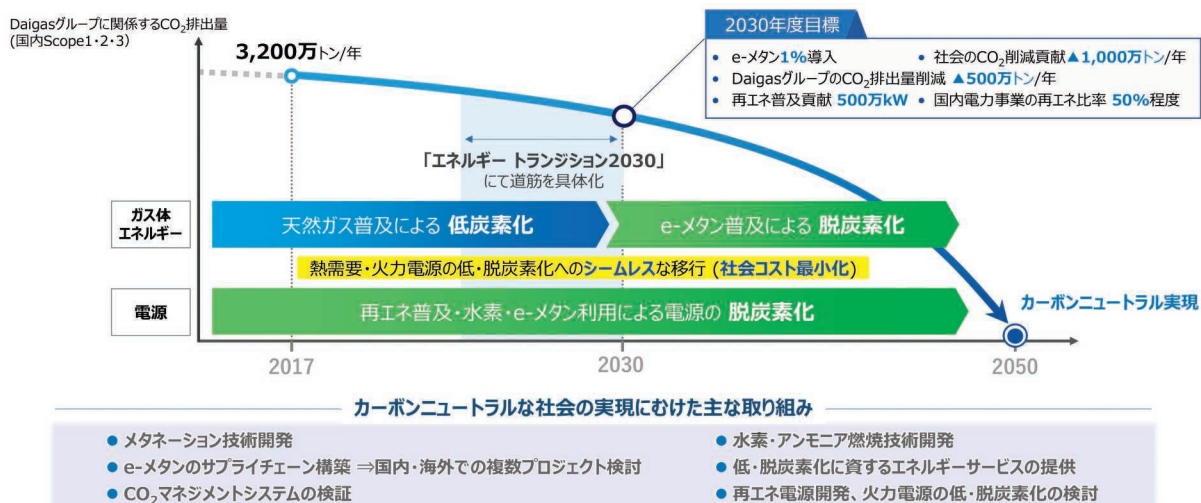 Daigasグループに関係するCO₂排出量
(国内Scope1・2・3)
3,200万トン/年
2030年度目標
• e-メタン1%導入 • 社会のCO₂削減貢献▲1,000万トン/年
• DaigasグループのCO₂排出量削減 ▲500万トン/年
• 再エネ普及貢献 500万kW • 国内電力事業の再エネ比率 50%程度
「エネルギー トランジション2030」
にて道筋を具体化
ガス体
エネルギー
天然ガス普及による 低炭素化
e-メタン普及による 脱炭素化
熱需要・火力電源の低・脱炭素化へのシームレスな移行 (社会コスト最小化)
電源
再エネ普及・水素・e-メタン利用による電源の 脱炭素化
カーボンニュートラル実現
2017
2030
2050
カーボンニュートラルな社会の実現にむけた主な取り組み
● メタネーション技術開発
● e-メタンのサプライチェーン構築 ⇒国内・海外での複数プロジェクト検討
● CO₂マネジメントシステムの検証
● 水素・アンモニア燃焼技術開発
● 低・脱炭素化に資するエネルギーサービスの提供
● 再エネ電源開発、火力電源の低・脱炭素化の検討